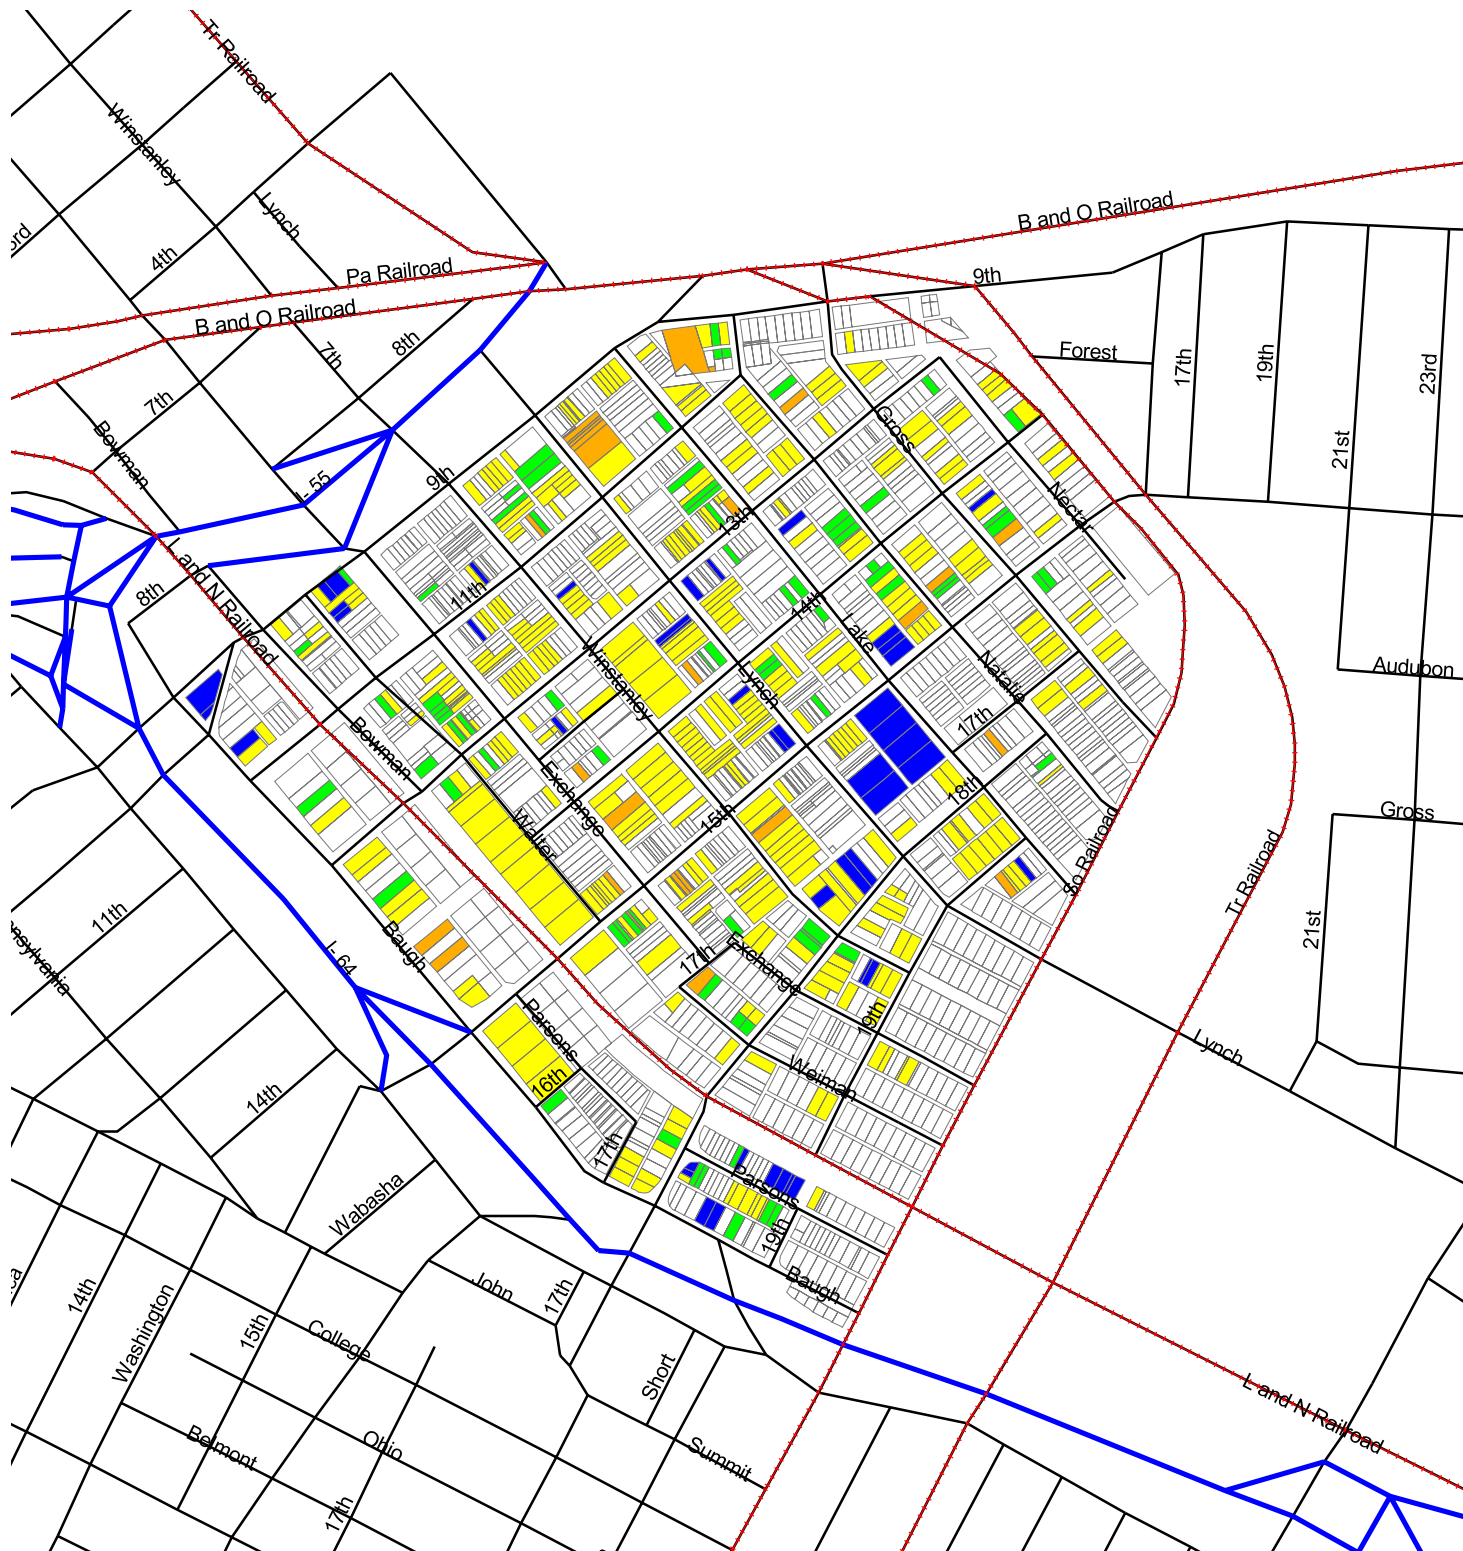 Tr Railroad
Winstanley
Lynch
4th
Pa Railroad
B and O Railroad
B and O Railroad
9th
7th
8th
Forest
17th
19th
23rd
21st
7th
Bowman
9th
I- 55
Gross
Nectar
13th
L and N Railroad
8th
11th
14th
Lake
Winstanley
Lynch
Natalie
17th
Audubon
Bowman
Exchange
Walter
15th
18th
Gross
So Railroad
Tr Railroad
21st
11th
nsylvania
Baugh
I- 64
17th
Exchange
19th
Parsons
Weiman
Lynch
16th
14th
17th
Wabasha
Parsons
19th
Baugh
14th
Washington
15th
College
John
17th
Short
Summit
Belmont
Ohio
17th
L and N Railroad